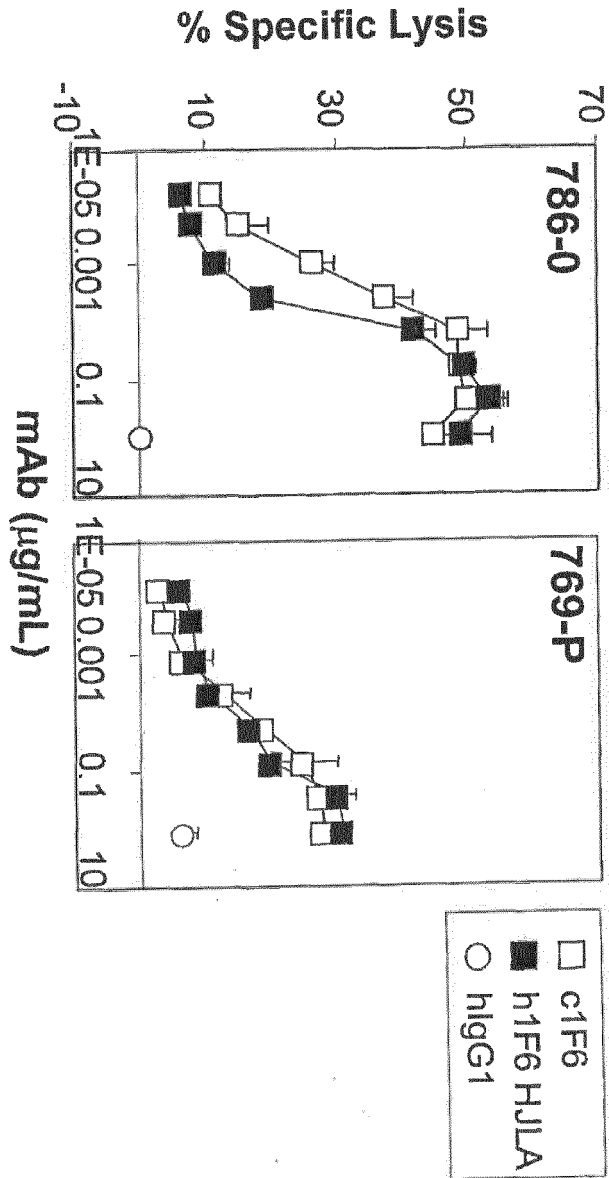 % Specific Lysis
70
50
30
10
-10
786-0
1E-05 0.001 0.1 10
769-P
1E-05 0.001 0.1 10
mAb (µg/mL)
c1F6
h1F6 HJLA
hIgG1